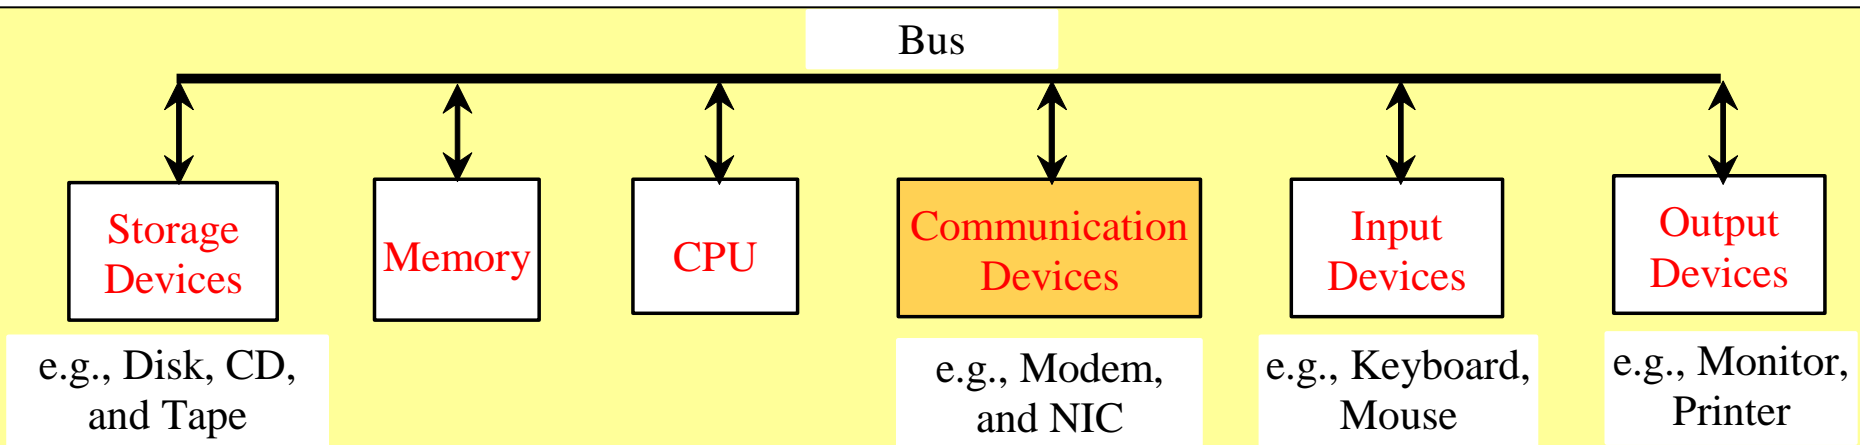 Bus
Storage
Devices
Memory
CPU
Communication
Devices
Input
Devices
Output
Devices
e.g., Disk, CD,
and Tape
e.g., Modem,
and NIC
e.g., Keyboard,
Mouse
e.g., Monitor,
Printer